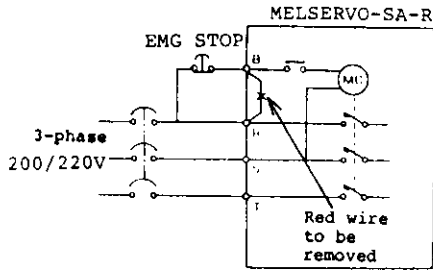 MELSERVO-SA-R
EMG STOP
B
MC
R
3-phase
200/220V
S
T
Red wire
to be
removed